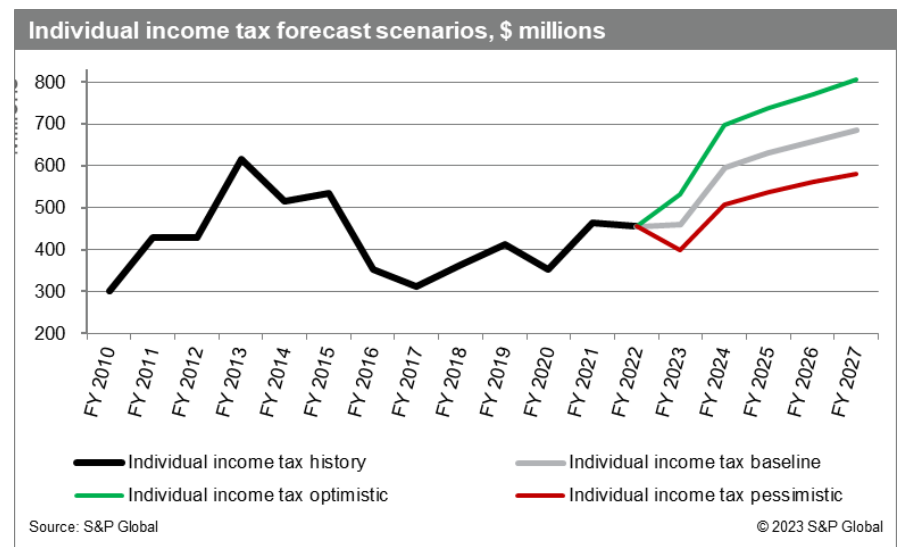 Individual income tax forecast scenarios, $ millions
800
700
600
500
400
300
200
FY 2010
FY 2011
FY 2012
FY 2013
FY 2014
FY 2015
FY 2016
FY 2017
FY 2018
FY 2019
FY 2020
FY 2021
FY 2022
FY 2023
FY 2024
FY 2025
FY 2026
FY 2027
Individual income tax history
Individual income tax baseline
Individual income tax optimistic
Individual income tax pessimistic
Source: S&P Global
© 2023 S&P Global